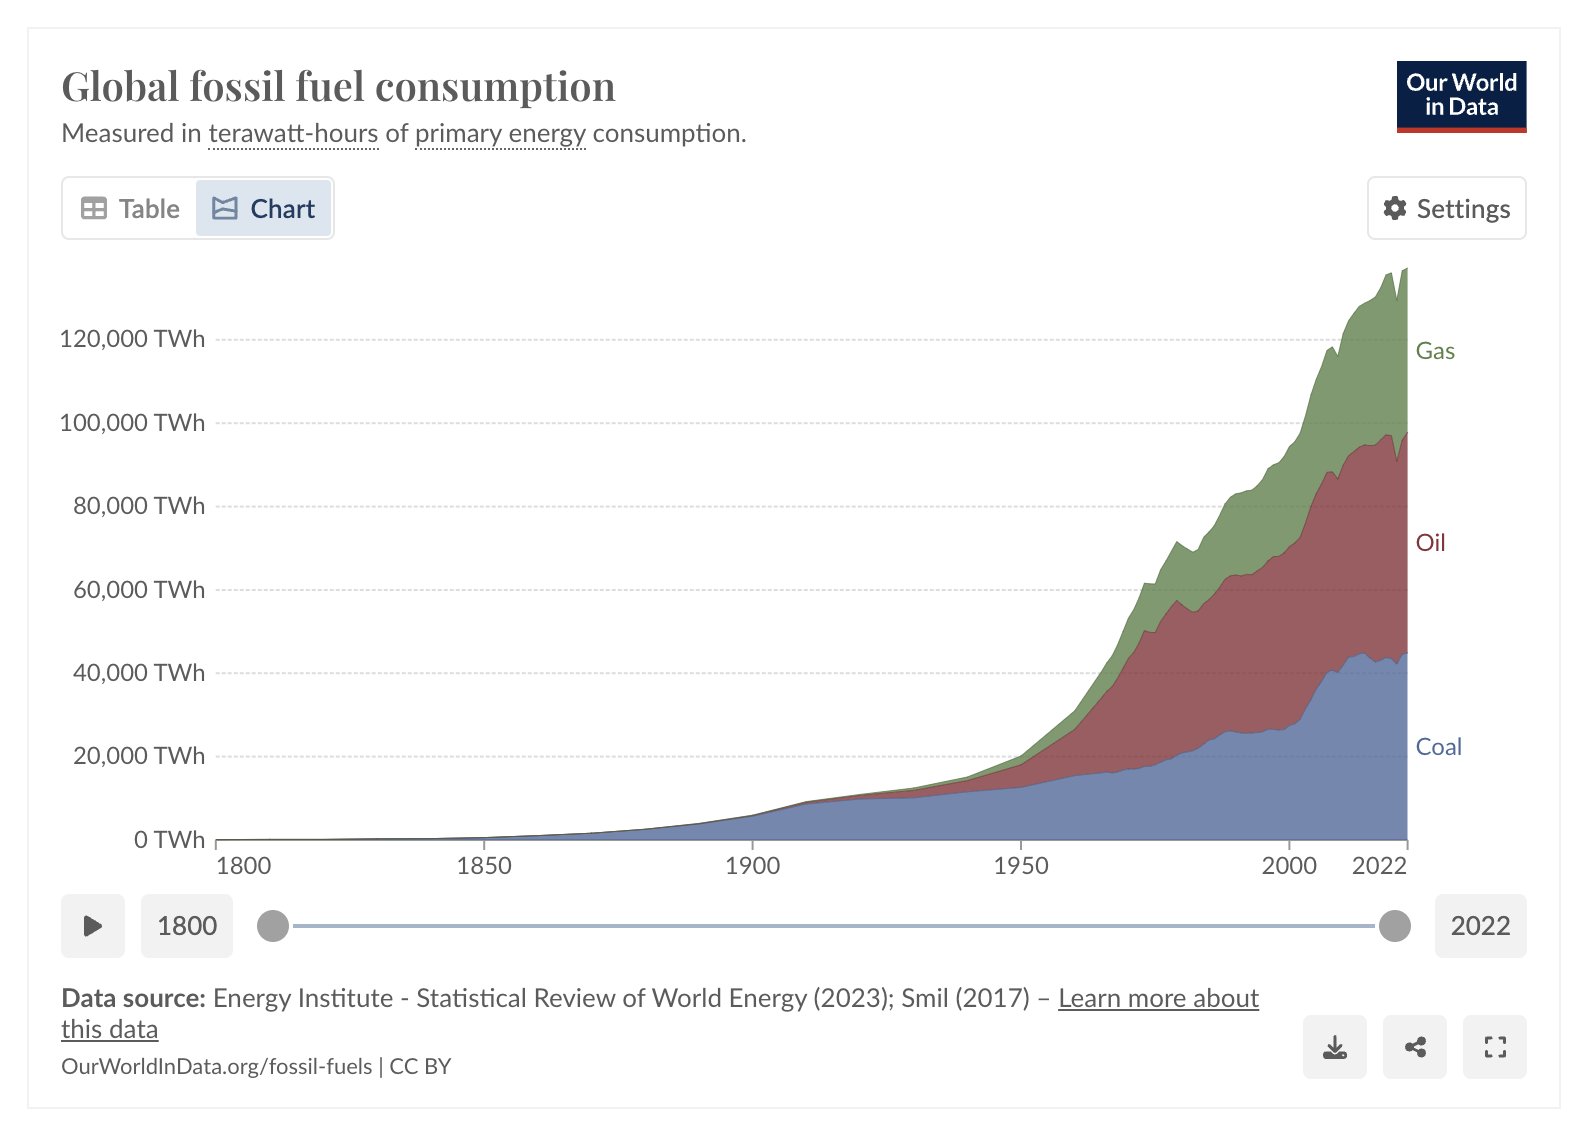 Global fossil fuel consumption
Our World
in Data
Measured in terawatt-hours of primary energy consumption.
Table
Chart
Settings
120,000 TWh
100,000 TWh
80,000 TWh
60,000 TWh
40,000 TWh
20,000 TWh
0 TWh
Gas
Oil
Coal
1800
1850
1900
1950
2000
2022
1800
2022
Data source: Energy Institute - Statistical Review of World Energy (2023); Smil (2017) – Learn more about
this data
OurWorldInData.org/fossil-fuels | CC BY